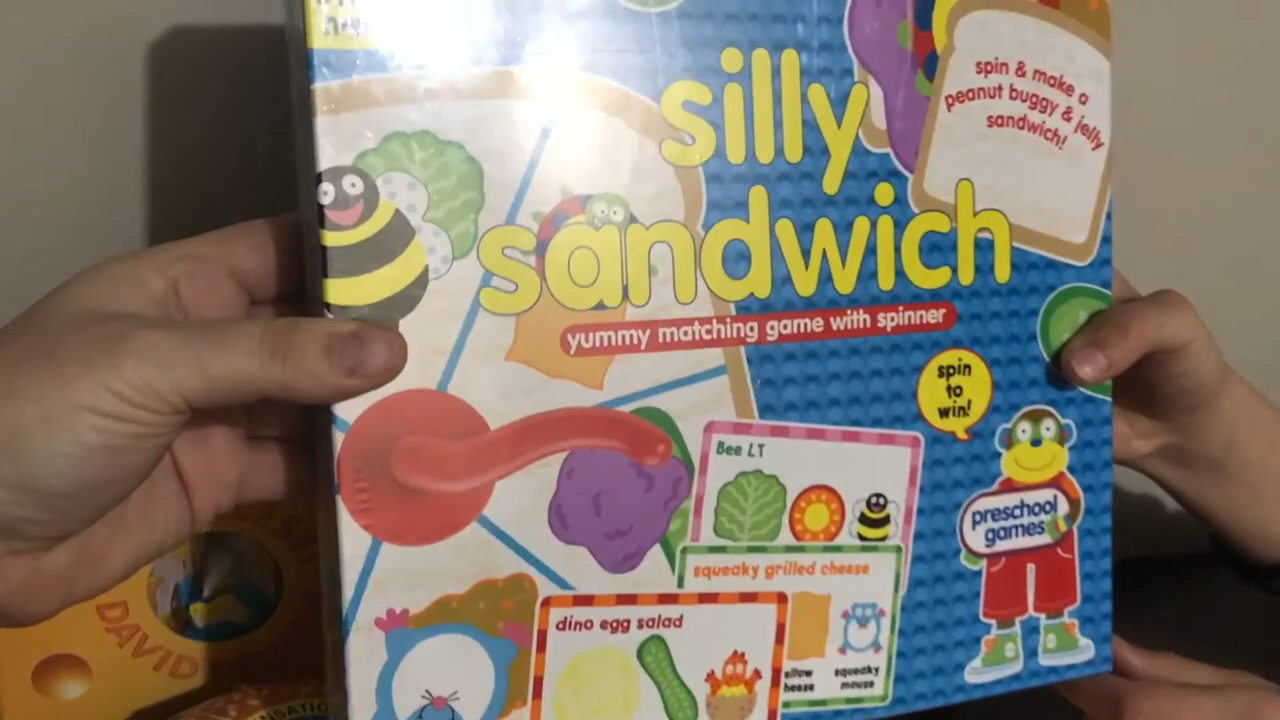 silly
sandwich
yummy matching game with spinner
spin & make a
peanut buggy & jelly
sandwich!
spin
to
win!
preschool
games
Bee LT
squeaky grilled cheese
squeaky
mouse
dino egg salad
DAVID